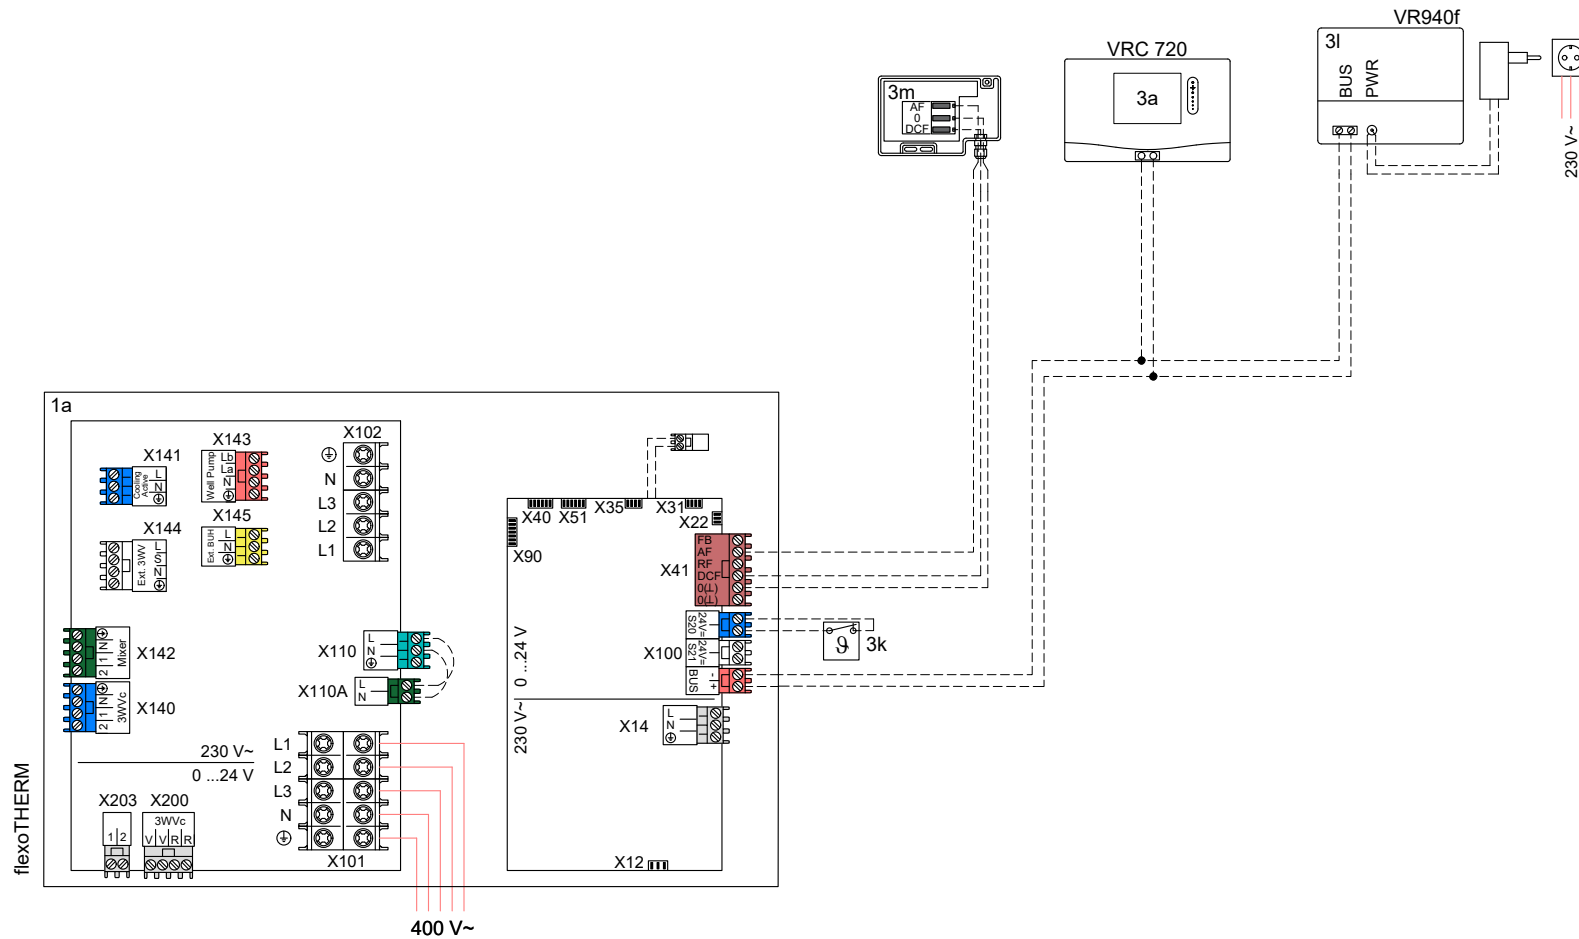 VR940f
3l
BUS
PWR
230 V~
VRC 720
3a
3m
AF
0
DCF
1a
X141
Cooling
Active
L
N
X143
Well Pump
Lb
La
N
X102
N
L3
L2
L1
X144
Ext. 3WV
L
S
N
X145
Ext. BUH
L
N
X142
2 1 N
Mixer
X140
2 1 N
3WVc
X110
L
N
X110A
L
N
230 V~
0 ...24 V
X203
1 2
X200
3WVc
V V R R
L1
L2
L3
N
X101
400 V~
flexoTHERM
X40
X51
X35
X31
X22
X90
X41
FB
AF
RF
DCF
0(⊥)
0(⊥)
X100
S20
24V=
S21
24V=
BUS
-
+
3k
ϑ
0 ...24 V
230 V~
X14
L
N
X12